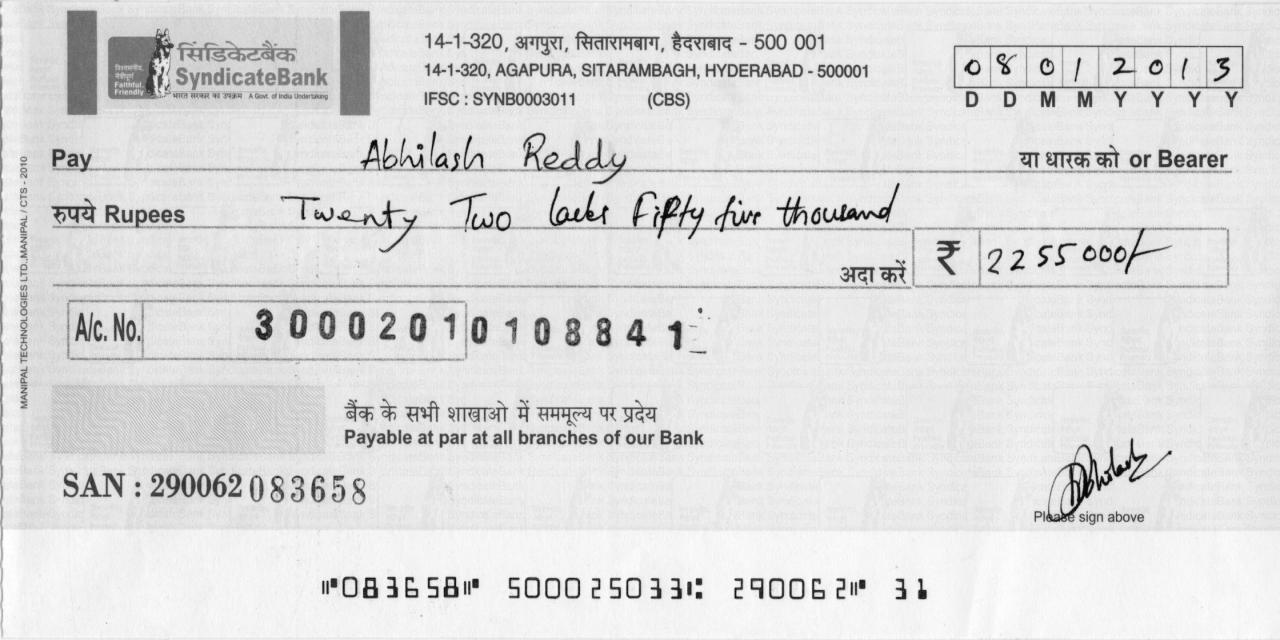 सिंडिकेटबैंक
SyndicateBank
विश्वसनीय, मैत्रीपूर्ण
Faithful, Friendly
भारत सरकार का उपक्रम A Govt. of India Undertaking
14-1-320, अगपुरा, सितारामबाग, हैदराबाद - 500 001
14-1-320, AGAPURA, SITARAMBAGH, HYDERABAD - 500001
IFSC : SYNB0003011 (CBS)
0 8 0 1 2 0 1 3
D D M M Y Y Y Y
Pay Abhilash Reddy या धारक को or Bearer
रुपये Rupees Twenty Two lacks Fifty five thousand
अदा करें ₹ 2255000/-
A/c. No. 30002010108841
बैंक के सभी शाखाओ में सममूल्य पर प्रदेय
Payable at par at all branches of our Bank
SAN : 290062 083658
Abhilash
Please sign above
MANIPAL TECHNOLOGIES LTD.,MANIPAL / CTS - 2010
⑈083658⑈ 500025033⑆ 290062⑈ 31